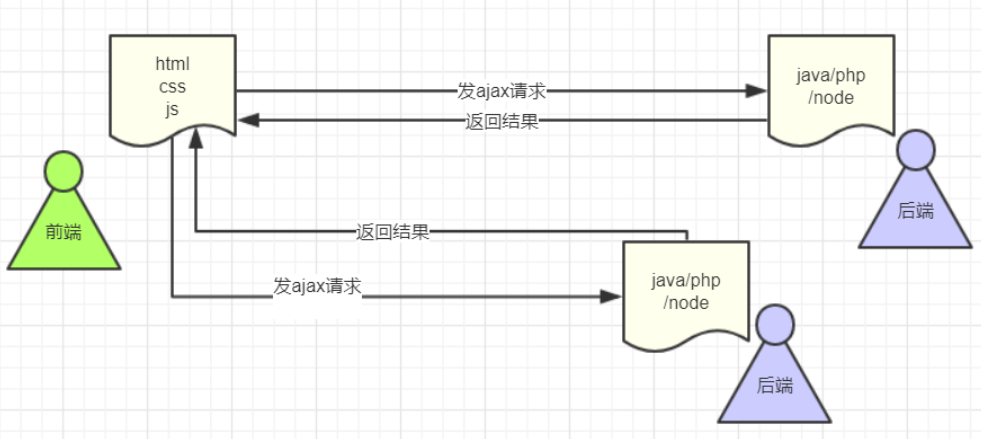 html
css
js
发ajax请求
返回结果
java/php
/node
前端
后端
返回结果
发ajax请求
java/php
/node
后端